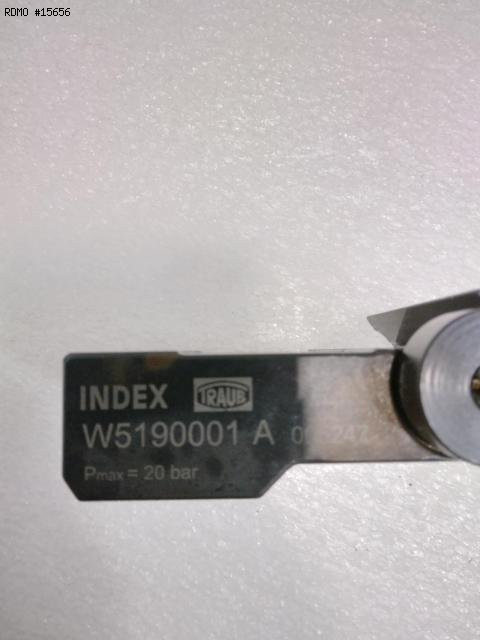 RDMO #15656
INDEX TRAUB
W5190001 A
Pmax = 20 bar